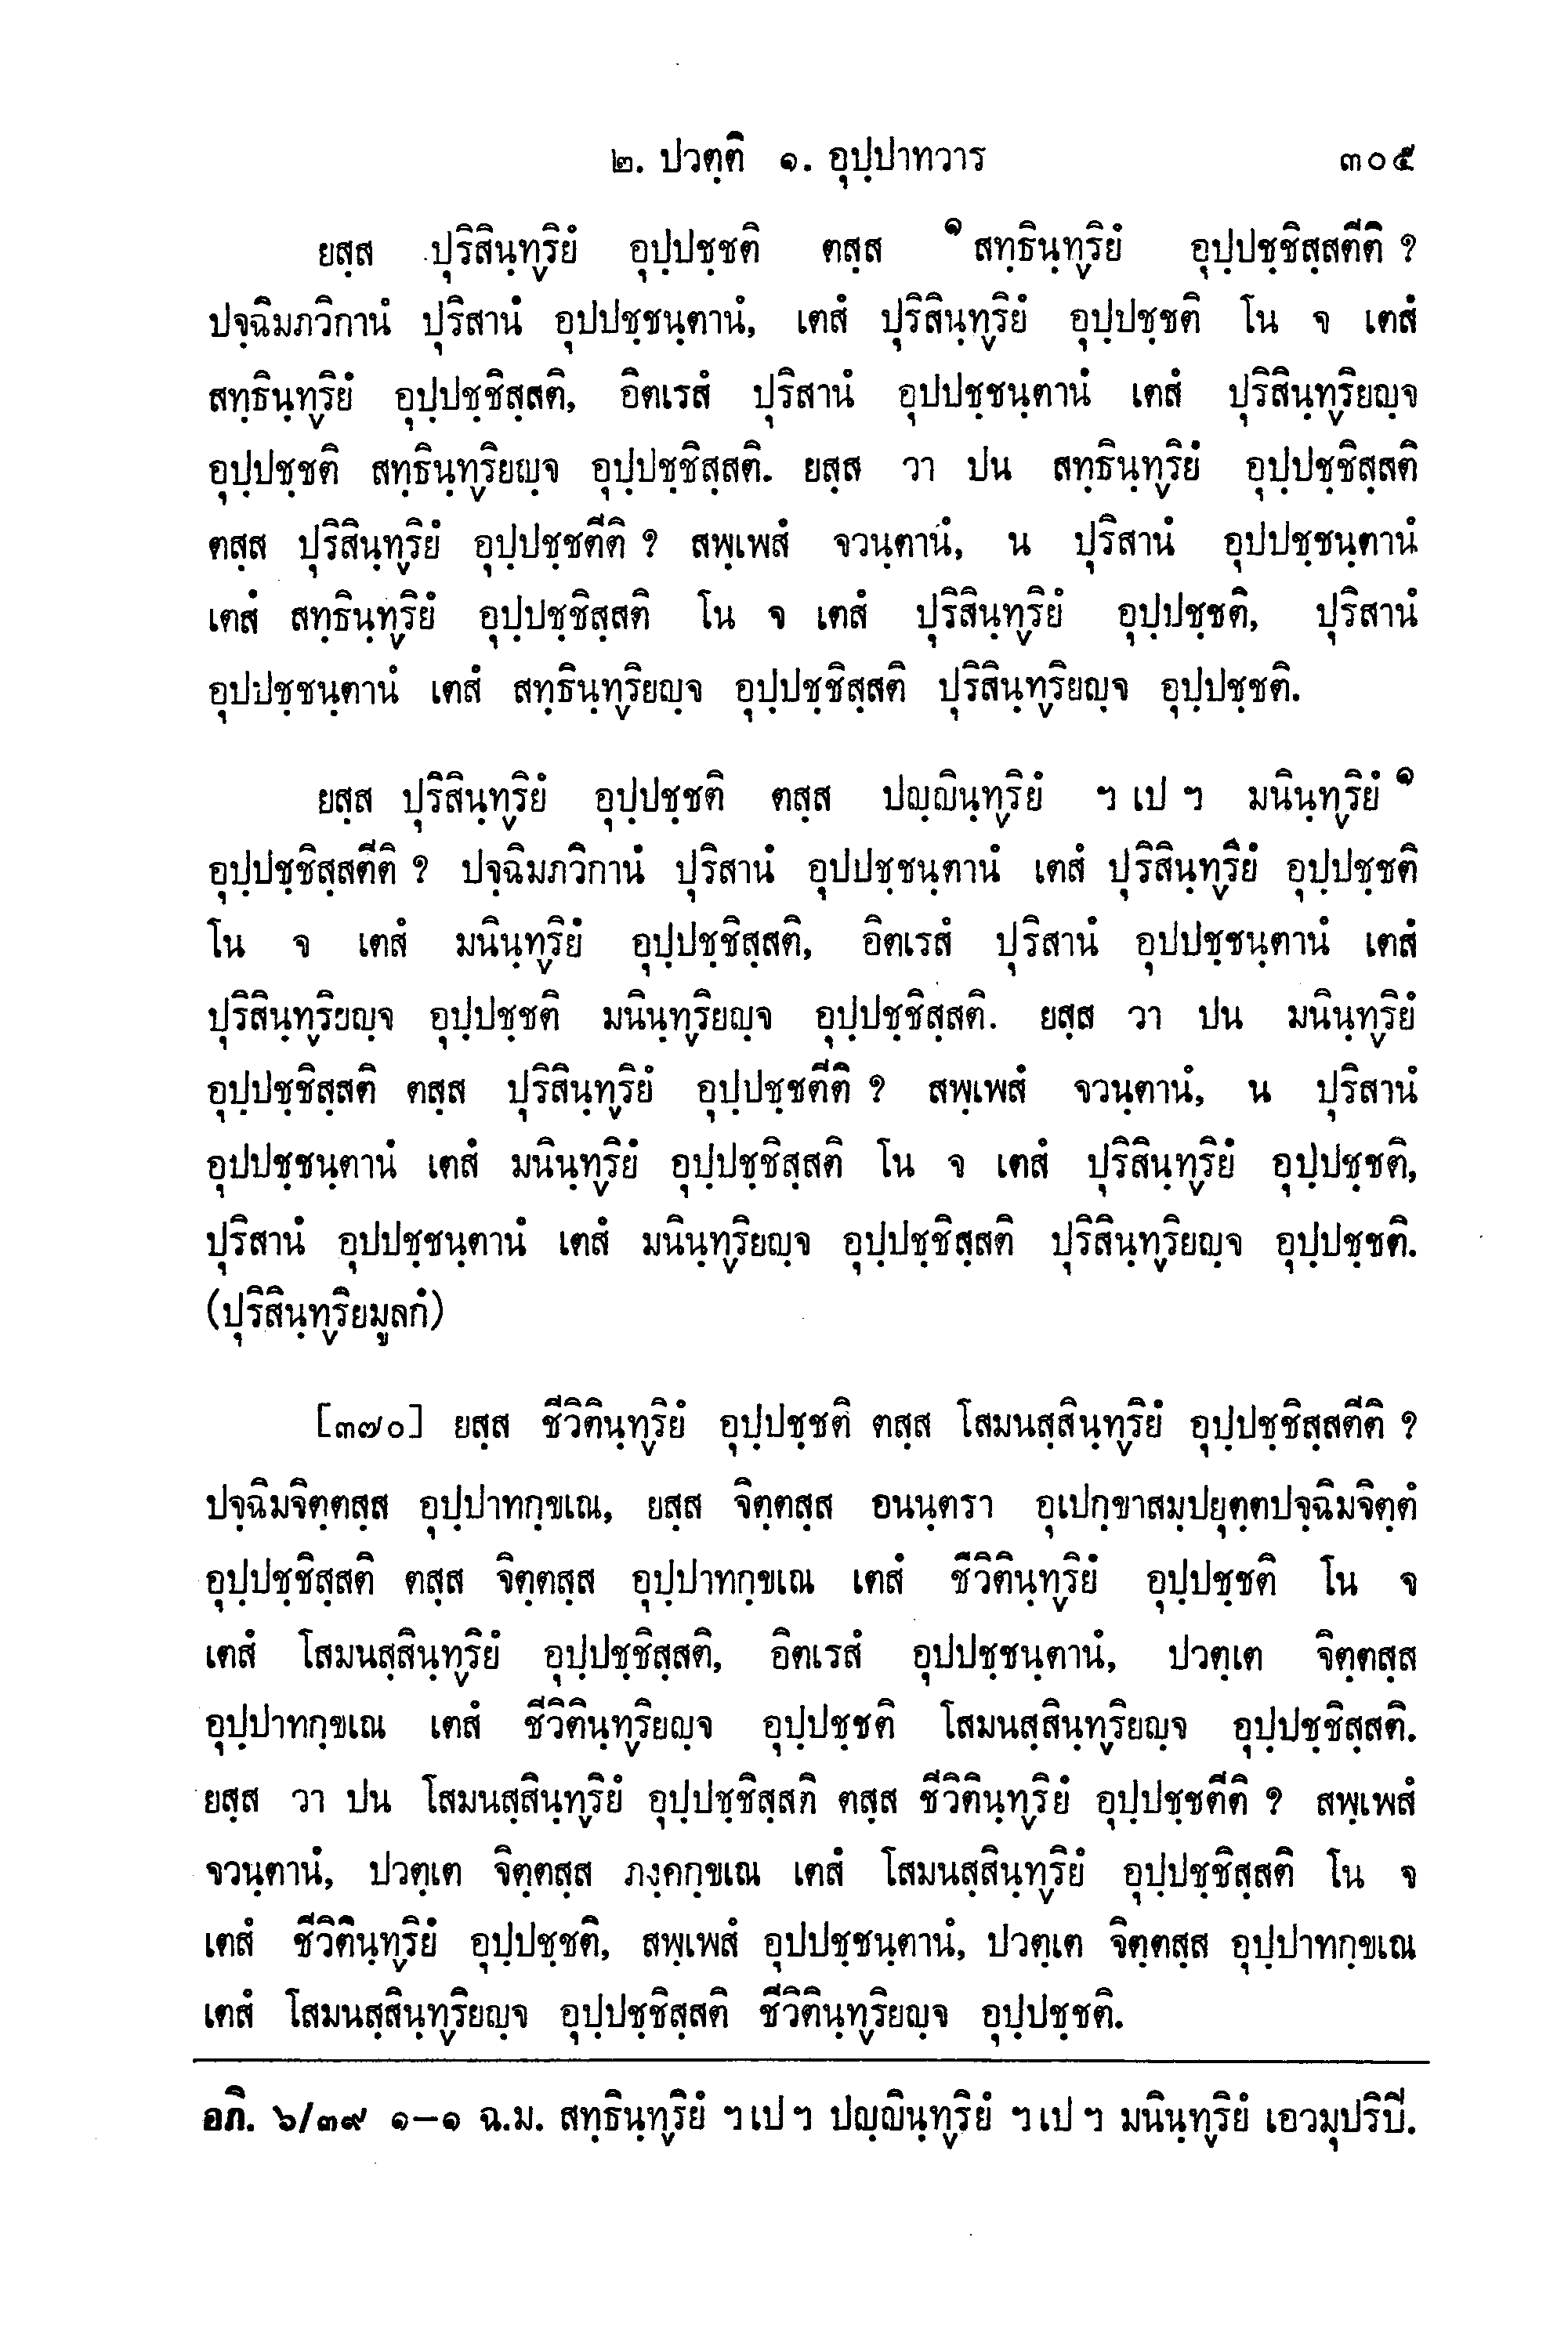 ๒. ปวตฺติ ๑. อุปฺปาทวาร ๓๐๕
ยสฺส ปุริสินฺทฺริยํ อุปฺปชฺชติ ตสฺส ๑สทฺธินฺทฺริยํ อุปฺปชฺชิสฺสตีติ ?
ปจฺฉิมภวิกานํ ปุริสานํ อุปปชฺชนฺตานํ, เตสํ ปุริสินฺทฺริยํ อุปฺปชฺชติ โน จ เตสํ
สทฺธินฺทฺริยํ อุปฺปชฺชิสฺสติ, อิตเรสํ ปุริสานํ อุปปชฺชนฺตานํ เตสํ ปุริสินฺทฺริยญฺจ
อุปฺปชฺชติ สทฺธินฺทฺริยญฺจ อุปฺปชฺชิสฺสติ. ยสฺส วา ปน สทฺธินฺทฺริยํ อุปฺปชฺชิสฺสติ
ตสฺส ปุริสินฺทฺริยํ อุปฺปชฺชตีติ ? สพฺเพสํ จวนฺตานํ, น ปุริสานํ อุปปชฺชนฺตานํ
เตสํ สทฺธินฺทฺริยํ อุปฺปชฺชิสฺสติ โน จ เตสํ ปุริสินฺทฺริยํ อุปฺปชฺชติ, ปุริสานํ
อุปปชฺชนฺตานํ เตสํ สทฺธินฺทฺริยญฺจ อุปฺปชฺชิสฺสติ ปุริสินฺทฺริยญฺจ อุปฺปชฺชติ.
ยสฺส ปุริสินฺทฺริยํ อุปฺปชฺชติ ตสฺส ปญฺญินฺทฺริยํ ฯ เป ฯ มนินฺทฺริยํ๑
อุปฺปชฺชิสฺสตีติ ? ปจฺฉิมภวิกานํ ปุริสานํ อุปปชฺชนฺตานํ เตสํ ปุริสินฺทฺริยํ อุปฺปชฺชติ
โน จ เตสํ มนินฺทฺริยํ อุปฺปชฺชิสฺสติ, อิตเรสํ ปุริสานํ อุปปชฺชนฺตานํ เตสํ
ปุริสินฺทฺริยญฺจ อุปฺปชฺชติ มนินฺทฺริยญฺจ อุปฺปชฺชิสฺสติ. ยสฺส วา ปน มนินฺทฺริยํ
อุปฺปชฺชิสฺสติ ตสฺส ปุริสินฺทฺริยํ อุปฺปชฺชตีติ ? สพฺเพสํ จวนฺตานํ, น ปุริสานํ
อุปปชฺชนฺตานํ เตสํ มนินฺทฺริยํ อุปฺปชฺชิสฺสติ โน จ เตสํ ปุริสินฺทฺริยํ อุปฺปชฺชติ,
ปุริสานํ อุปปชฺชนฺตานํ เตสํ มนินฺทฺริยญฺจ อุปฺปชฺชิสฺสติ ปุริสินฺทฺริยญฺจ อุปฺปชฺชติ.
(ปุริสินฺทฺริยมูลกํ)
[๓๗๐] ยสฺส ชีวิตินฺทฺริยํ อุปฺปชฺชติ ตสฺส โสมนสฺสินฺทฺริยํ อุปฺปชฺชิสฺสตีติ ?
ปจฺฉิมจิตฺตสฺส อุปฺปาทกฺขเณ, ยสฺส จิตฺตสฺส อนนฺตรา อุเปกฺขาสมฺปยุตฺตปจฺฉิมจิตฺตํ
อุปฺปชฺชิสฺสติ ตสฺส จิตฺตสฺส อุปฺปาทกฺขเณ เตสํ ชีวิตินฺทฺริยํ อุปฺปชฺชติ โน จ
เตสํ โสมนสฺสินฺทฺริยํ อุปฺปชฺชิสฺสติ, อิตเรสํ อุปปชฺชนฺตานํ, ปวตฺเต จิตฺตสฺส
อุปฺปาทกฺขเณ เตสํ ชีวิตินฺทฺริยญฺจ อุปฺปชฺชติ โสมนสฺสินฺทฺริยญฺจ อุปฺปชฺชิสฺสติ.
ยสฺส วา ปน โสมนสฺสินฺทฺริยํ อุปฺปชฺชิสฺสติ ตสฺส ชีวิตินฺทฺริยํ อุปฺปชฺชตีติ ? สพฺเพสํ
จวนฺตานํ, ปวตฺเต จิตฺตสฺส ภงฺคกฺขเณ เตสํ โสมนสฺสินฺทฺริยํ อุปฺปชฺชิสฺสติ โน จ
เตสํ ชีวิตินฺทฺริยํ อุปฺปชฺชติ, สพฺเพสํ อุปปชฺชนฺตานํ, ปวตฺเต จิตฺตสฺส อุปฺปาทกฺขเณ
เตสํ โสมนสฺสินฺทฺริยญฺจ อุปฺปชฺชิสฺสติ ชีวิตินฺทฺริยญฺจ อุปฺปชฺชติ.
อภิ. ๖/๓๙ ๑-๑ ฉ.ม. สทฺธินฺทฺริยํ ฯ เป ฯ ปญฺญินฺทฺริยํ ฯ เป ฯ มนินฺทฺริยํ เอวมุปริปี.